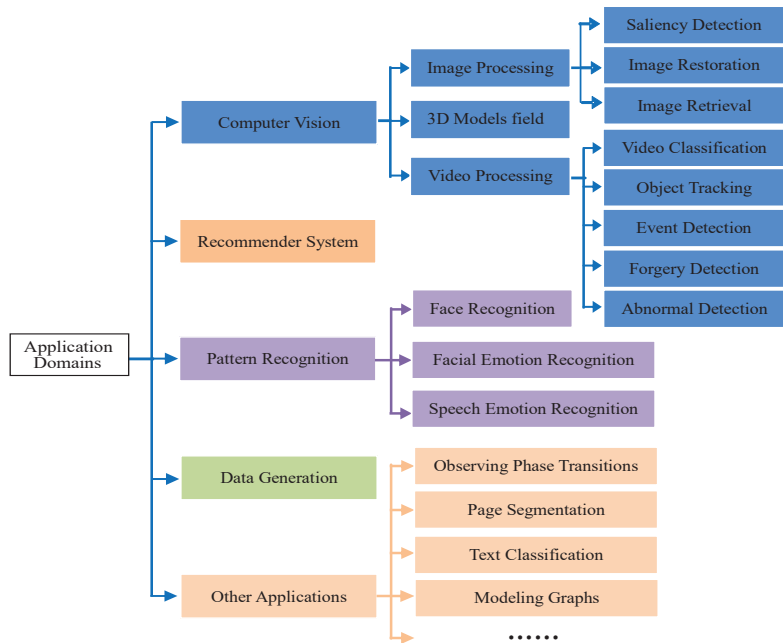 Application
Domains
Computer Vision
Image Processing
Saliency Detection
Image Restoration
Image Retrieval
3D Models field
Video Processing
Video Classification
Object Tracking
Event Detection
Forgery Detection
Abnormal Detection
Recommender System
Pattern Recognition
Face Recognition
Facial Emotion Recognition
Speech Emotion Recognition
Data Generation
Other Applications
Observing Phase Transitions
Page Segmentation
Text Classification
Modeling Graphs
······